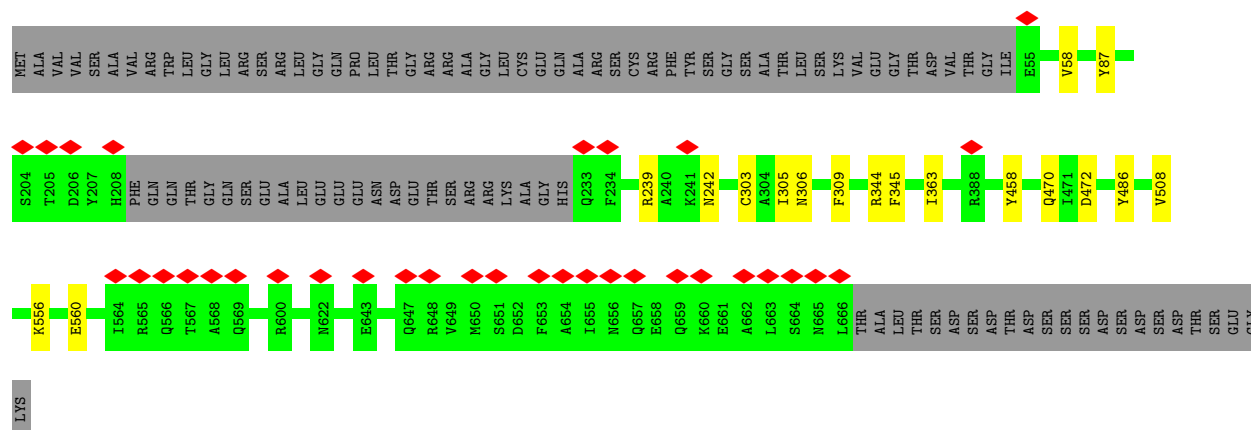 MET ALA VAL VAL SER ALA VAL ARG TRP LEU GLY LEU ARG SER ARG LEU GLY GLN PRO LEU THR GLY ARG ARG ALA GLY LEU CYS GLU GLN ALA ARG SER CYS ARG PHE TYR SER GLY SER ALA THR LEU SER LYS VAL GLU GLY THR ASP VAL THR GLY ILE E55 V58 Y87
S204 T205 D206 Y207 H208 PHE GLN GLN THR GLY GLN SER GLU ALA LEU GLU GLU GLU ASN ASP GLU THR SER ARG ARG LYS ALA GLY HIS Q233 F234 R239 A240 K241 N242 C303 A304 I305 N306 F309 R344 F345 I363 R388 Y458 Q470 I471 D472 Y486 V508
K556 E560 I564 R565 Q566 T567 A568 Q569 R600 N622 E643 Q647 R648 V649 M650 S651 D652 F653 A654 I655 N656 Q657 E658 Q659 K660 E661 A662 L663 S664 N665 L666 THR ALA LEU THR SER ASP SER ASP THR ASP SER SER SER ASP SER ASP SER ASP THR SER GLU GLY
LYS